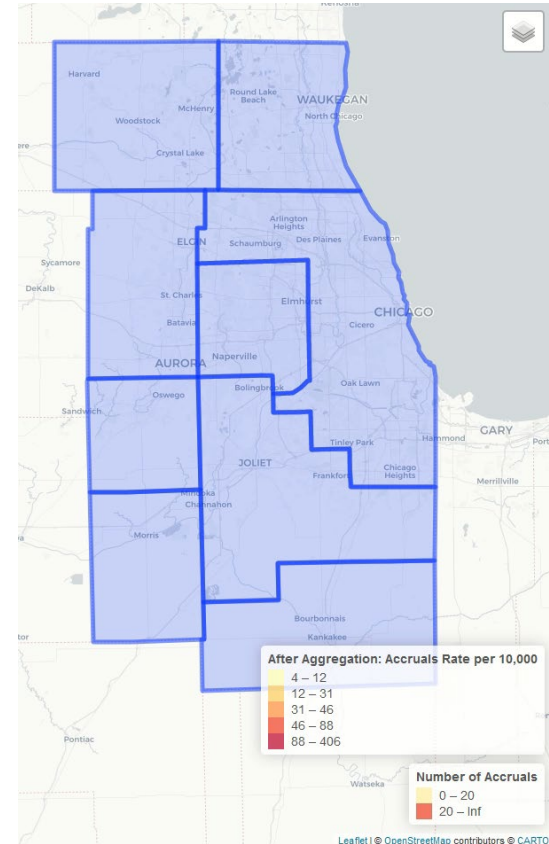 Harvard
McHenry
Round Lake
Beach
WAUKEGAN
North Chicago
Woodstock
Crystal Lake
Arlington
Heights
ELGIN
Schaumburg
Des Plaines
Evanston
Sycamore
DeKalb
St. Charles
Elmhurst
CHICAGO
Batavia
Cicero
AURORA
Naperville
Oswego
Bolingbrook
Oak Lawn
Sandwich
GARY
Tinley Park
Hammond
Port
JOLIET
Frankfort
Chicago
Heights
Merrillville
Minooka
Channahon
Morris
Bourbonnais
Kankakee
tor
After Aggregation: Accruals Rate per 10,000
4 – 12
12 – 31
31 – 46
46 – 88
88 – 406
Pontiac
Watseka
Number of Accruals
0 – 20
20 – Inf
Leaflet | © OpenStreetMap contributors © CARTO